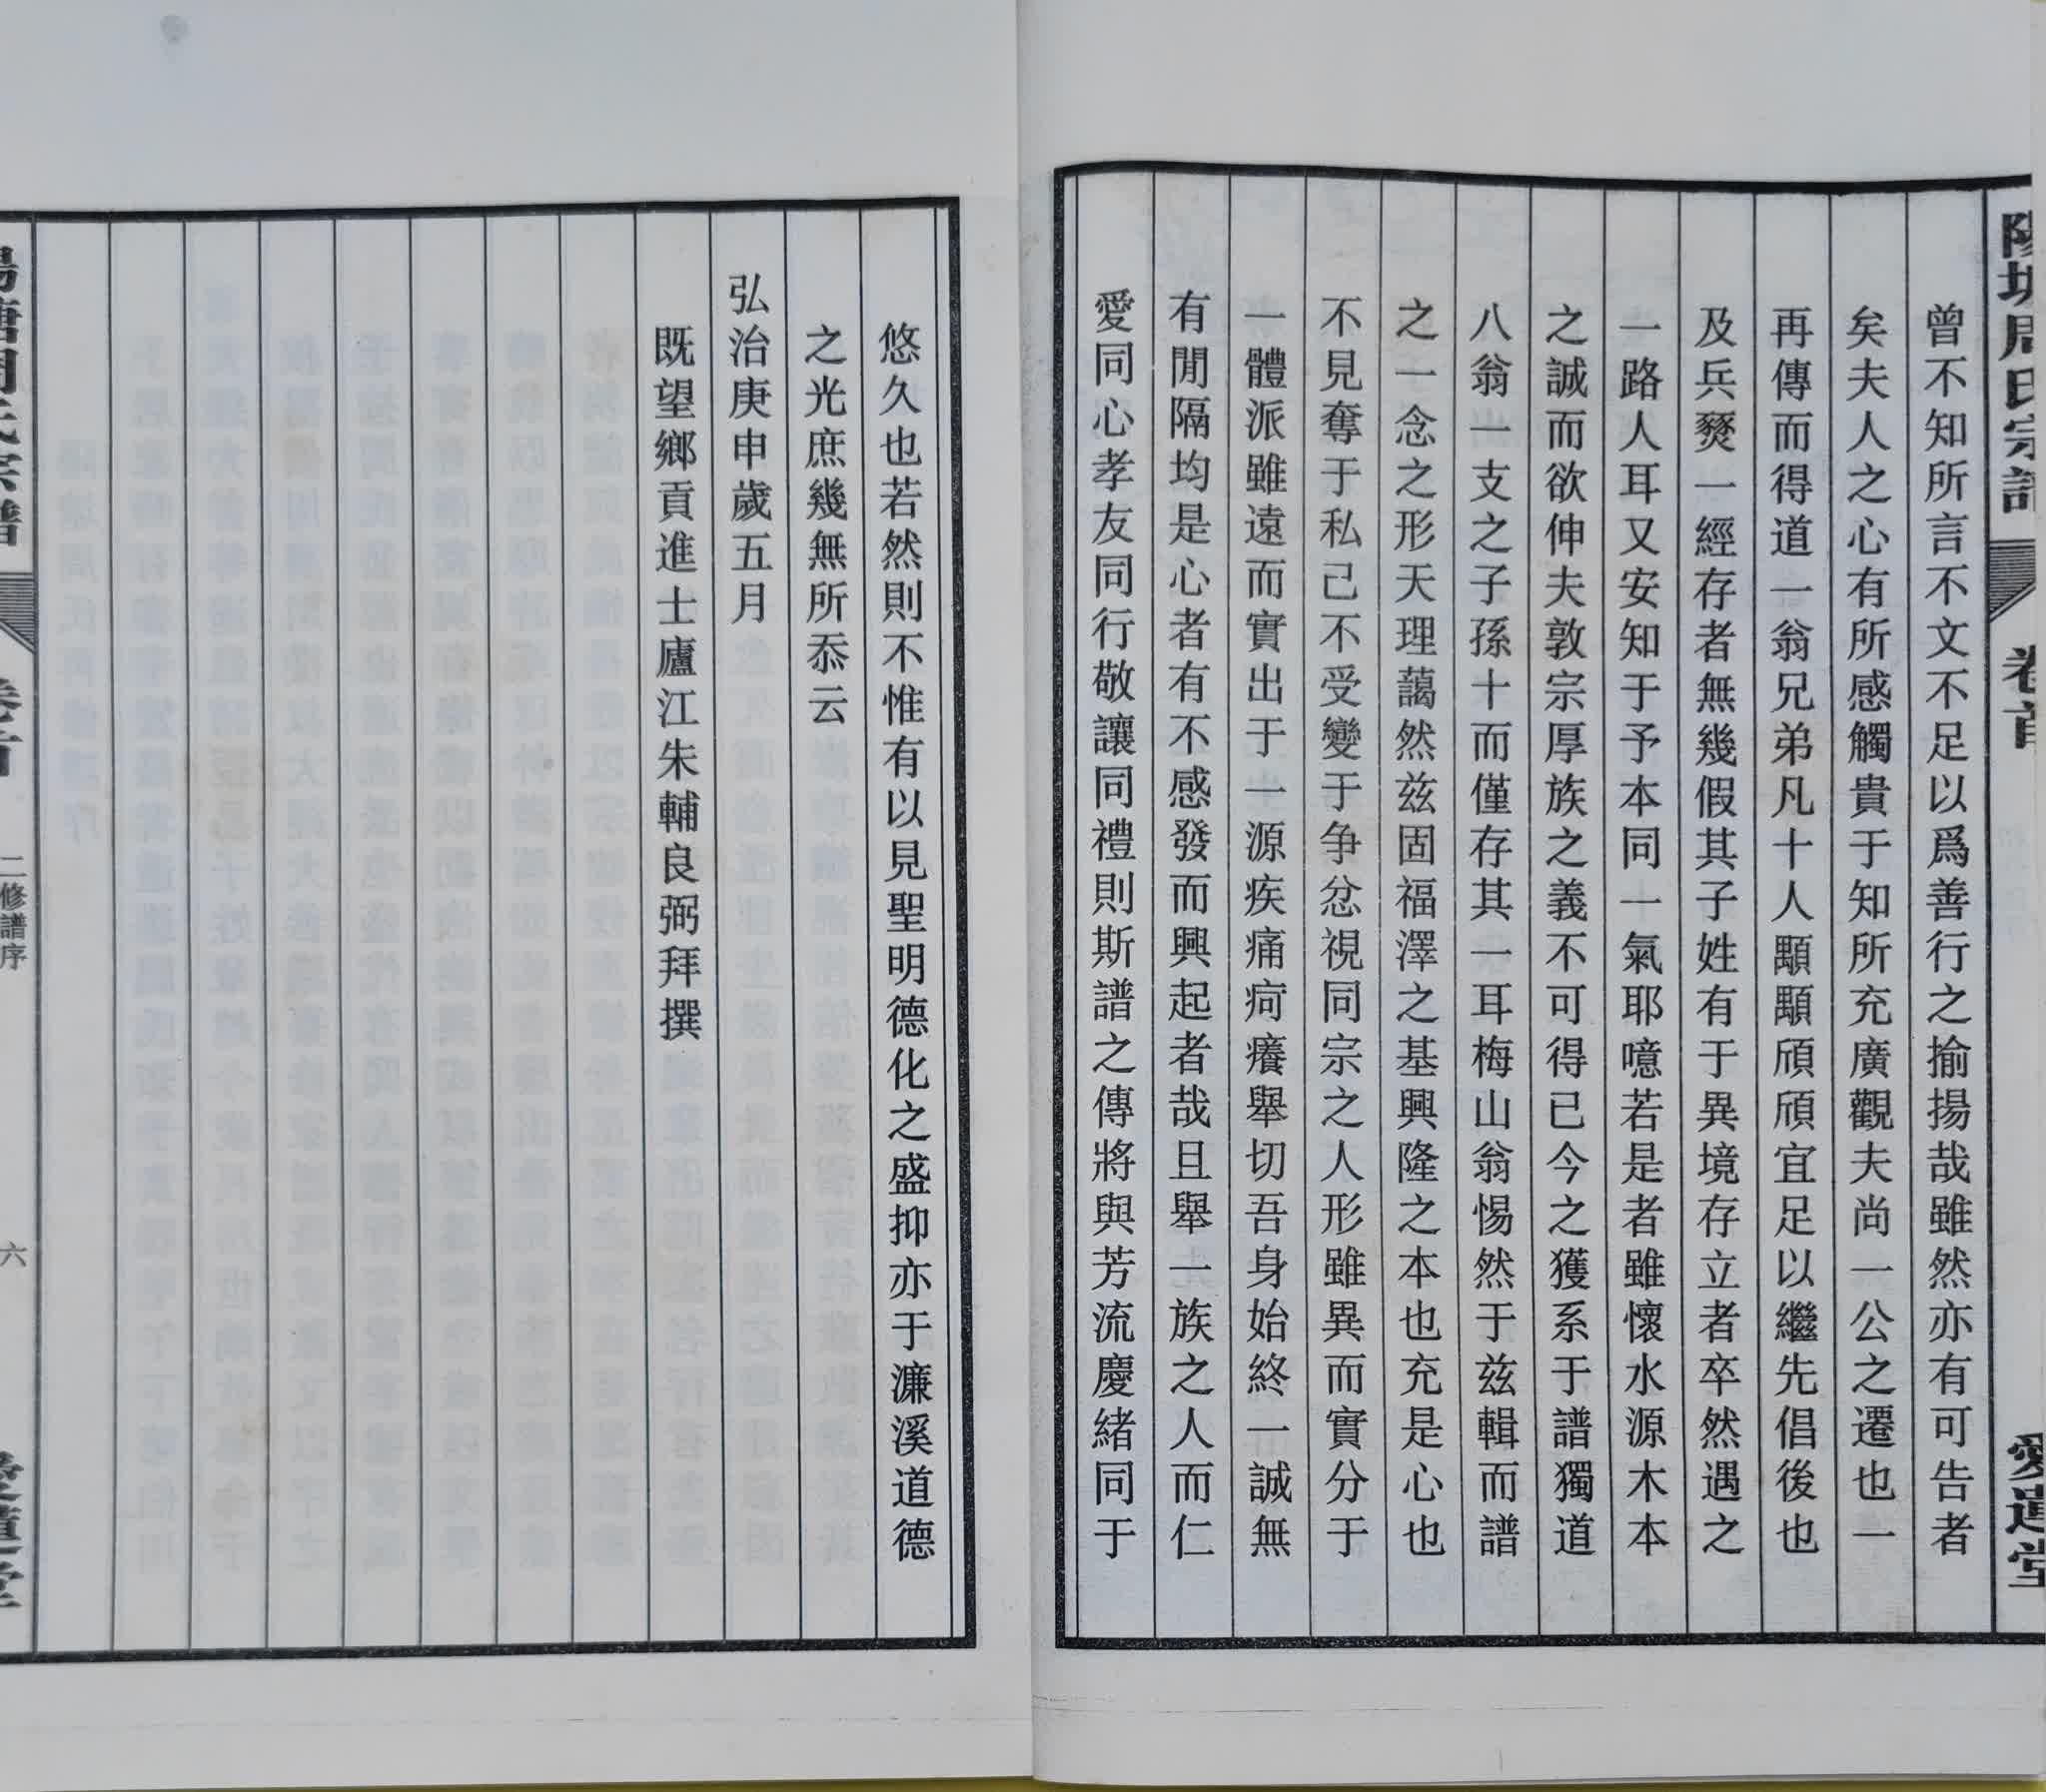 陽塘周氏宗譜
卷首
愛蓮堂
曾不知所言不文不足以爲善行之揄揚哉雖然亦有可告者
矣夫人之心有所感觸貴于知所充廣觀夫尚一公之遷也一
再傳而得道一翁兄弟凡十人顒顒頎頎宜足以繼先倡後也
及兵燹一經存者無幾假其子姓有于異境存立者卒然遇之
一路人耳又安知于予本同一氣耶噫若是者雖懷水源木本
之誠而欲伸夫敦宗厚族之義不可得已今之獲系于譜獨道
八翁一支之子孫十而僅存其一耳梅山翁惕然于兹輯而譜
之一念之形天理藹然兹固福澤之基興隆之本也充是心也
不見奪于私己不受變于争忿視同宗之人形雖異而實分于
一體派雖遠而實出于一源疾痛疴癢舉切吾身始終一誠無
有間隔均是心者有不感發而興起者哉且舉一族之人而仁
愛同心孝友同行敬讓同禮則斯譜之傳將與芳流慶緒同于
悠久也若然則不惟有以見聖明德化之盛抑亦于濂溪道德
之光庶幾無所忝云
弘治庚申歲五月
既望鄉貢進士廬江朱輔良弼拜撰
陽塘周氏宗譜
卷首
二修譜序
六
愛蓮堂